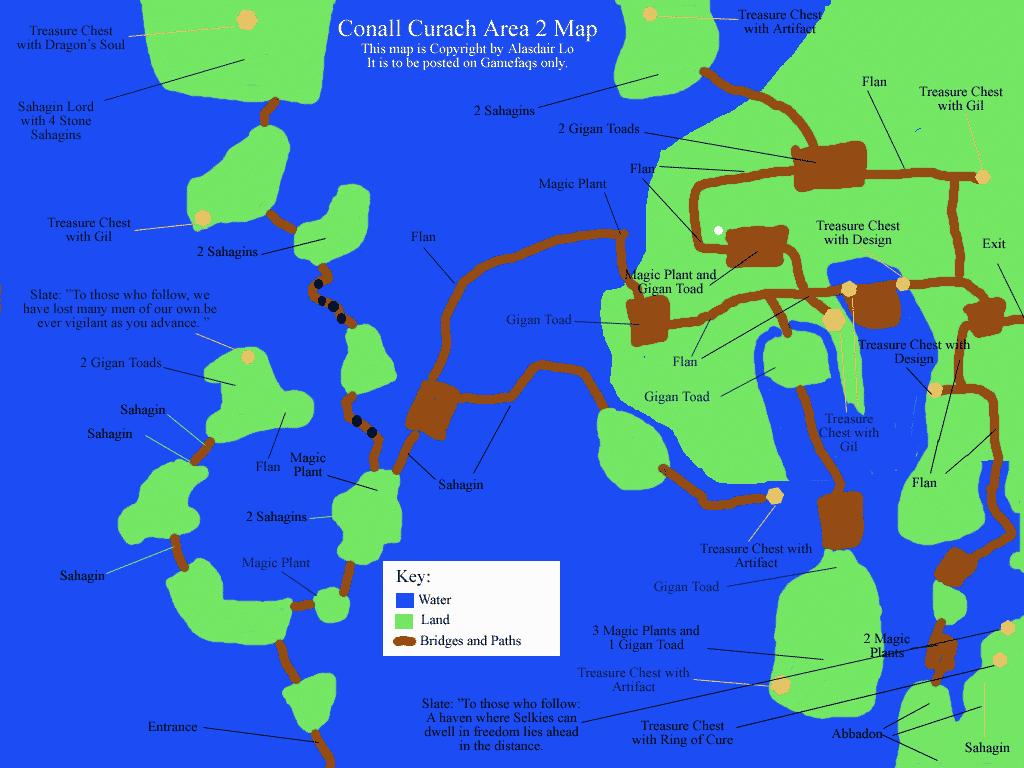 Conall Curach Area 2 Map
This map is Copyright by Alasdair Lo
It is to be posted on Gamefaqs only.
Treasure Chest
with Dragon's Soul
Sahagin Lord
with 4 Stone
Sahagins
Treasure Chest
with Gil
2 Sahagins
Slate: "To those who follow, we
have lost many men of our own.be
ever vigilant as you advance. "
2 Gigan Toads
Sahagin
Sahagin
Flan
Magic
Plant
2 Sahagins
Sahagin
Magic Plant
Entrance
Flan
Sahagin
Treasure Chest
with Artifact
2 Sahagins
2 Gigan Toads
Flan
Magic Plant
Flan
Treasure Chest
with Gil
Treasure Chest
with Design
Exit
Magic Plant and
Gigan Toad
Gigan Toad
Flan
Treasure Chest with
Design
Gigan Toad
Treasure
Chest with
Gil
Flan
Treasure Chest with
Artifact
Gigan Toad
3 Magic Plants and
1 Gigan Toad
2 Magic
Plants
Treasure Chest with
Artifact
Slate: "To those who follow:
A haven where Selkies can
dwell in freedom lies ahead
in the distance.
Treasure Chest
with Ring of Cure
Abbadon
Sahagin
Key:
Water
Land
Bridges and Paths